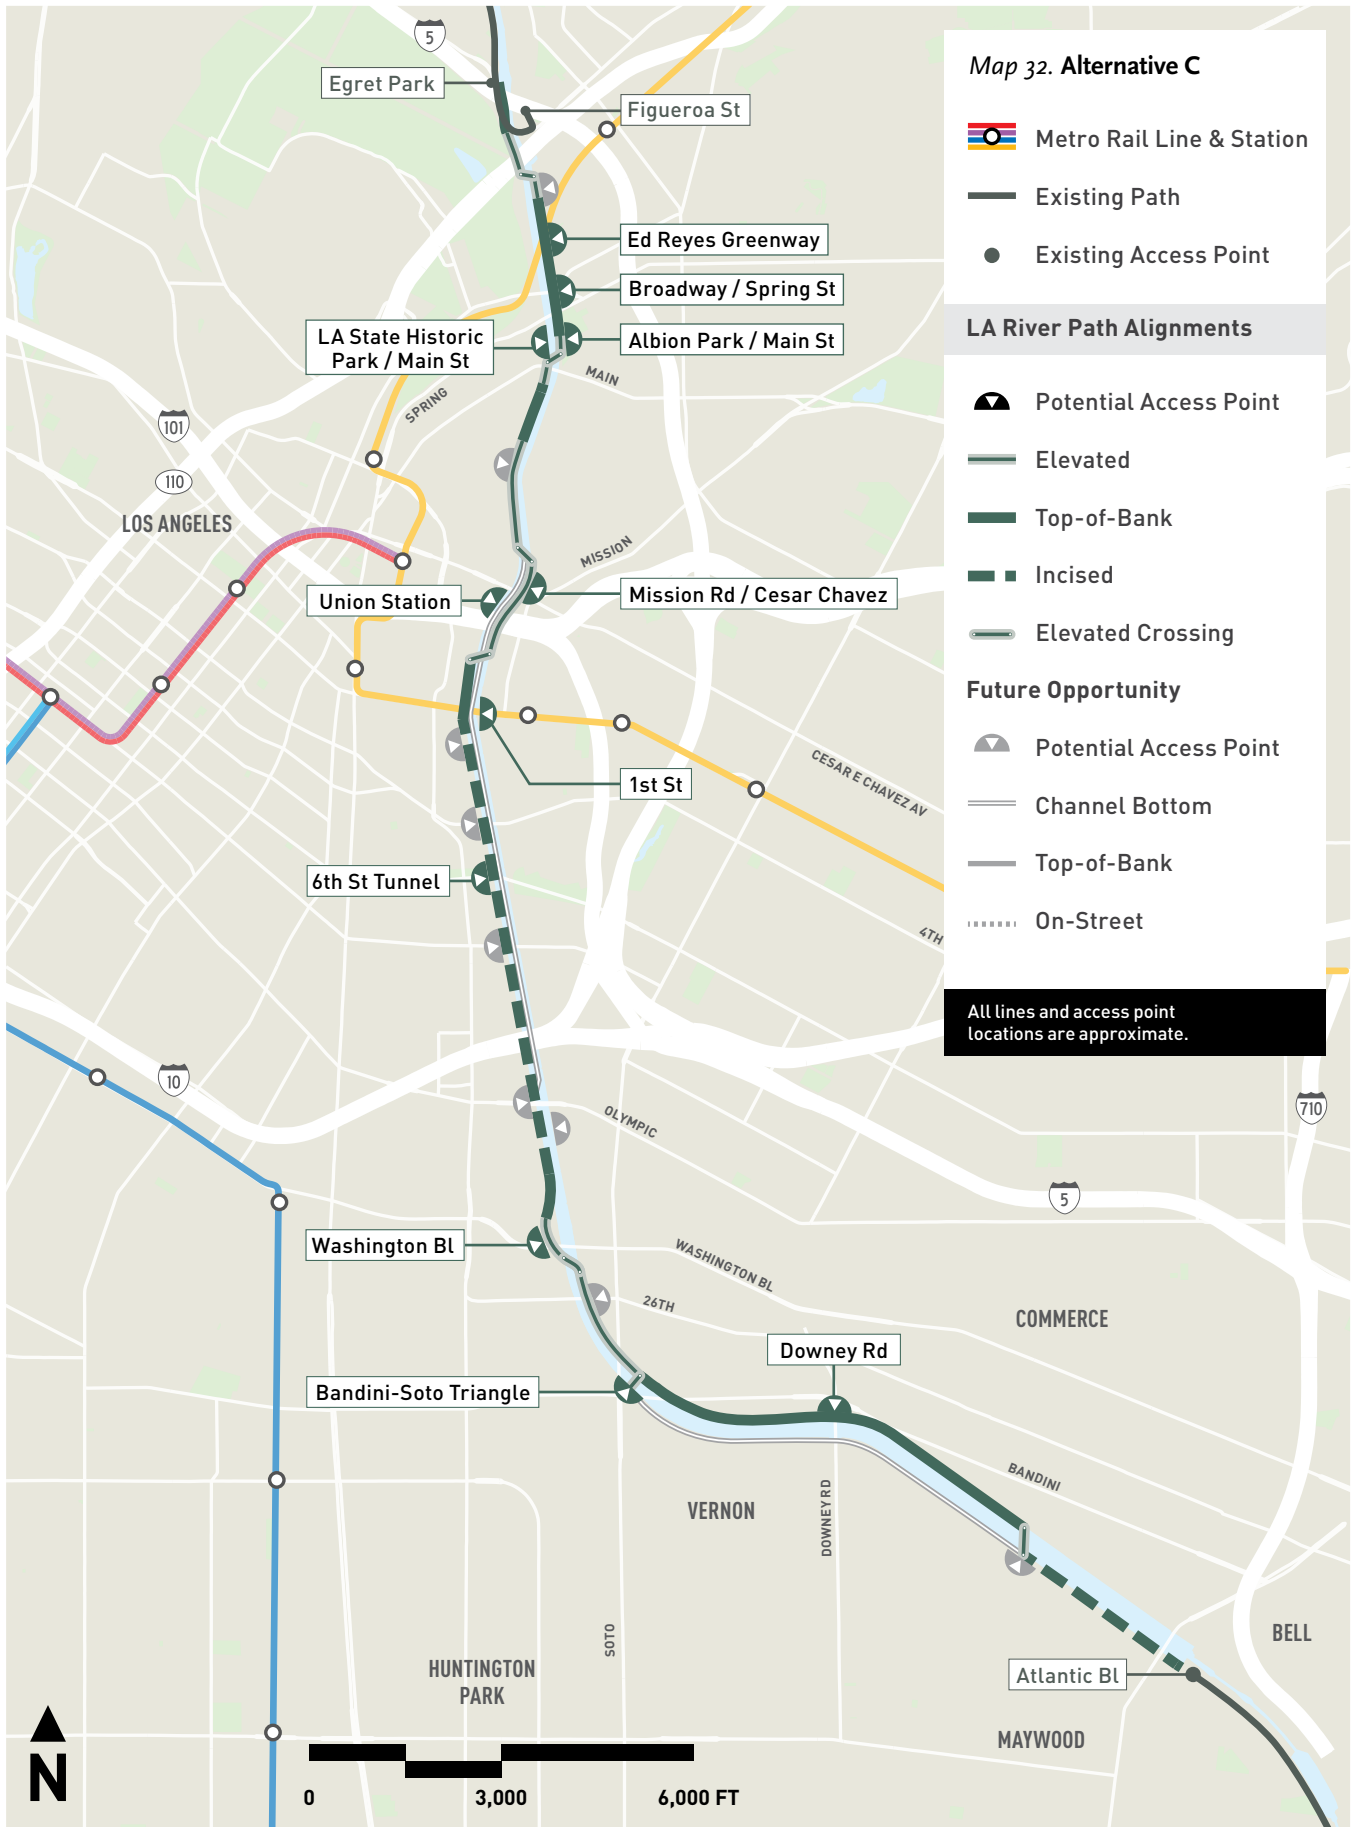 5
Egret Park
Figueroa St
Ed Reyes Greenway
Broadway / Spring St
LA State Historic
Park / Main St
Albion Park / Main St
MAIN
SPRING
101
110
LOS ANGELES
MISSION
Union Station
Mission Rd / Cesar Chavez
1st St
CESAR E CHAVEZ AV
6th St Tunnel
4TH
10
OLYMPIC
710
5
Washington Bl
WASHINGTON BL
26TH
COMMERCE
Downey Rd
Bandini-Soto Triangle
BANDINI
VERNON
DOWNEY RD
SOTO
BELL
HUNTINGTON
PARK
Atlantic Bl
MAYWOOD
N
0
3,000
6,000 FT
Map 32. Alternative C
Metro Rail Line & Station
Existing Path
Existing Access Point
LA River Path Alignments
Potential Access Point
Elevated
Top-of-Bank
Incised
Elevated Crossing
Future Opportunity
Potential Access Point
Channel Bottom
Top-of-Bank
On-Street
All lines and access point
locations are approximate.